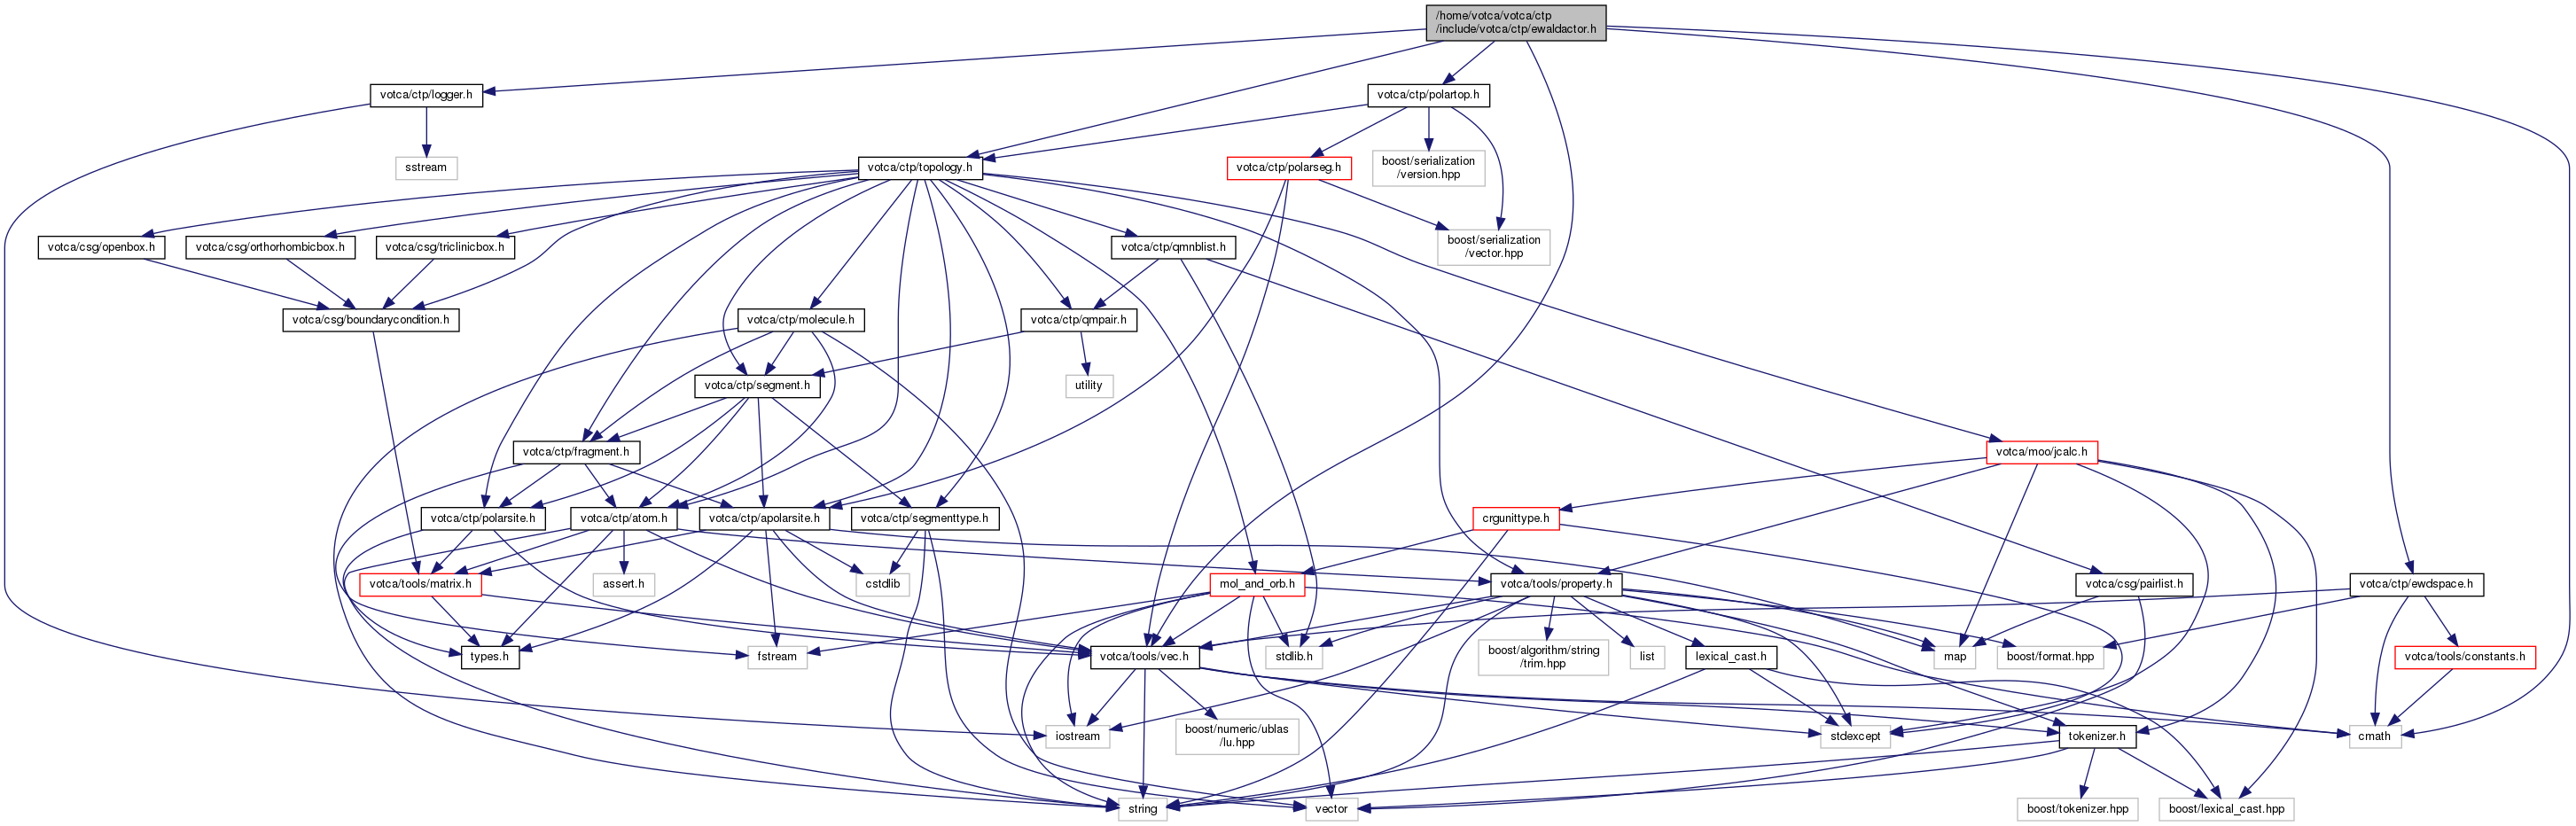 /home/votca/votca/ctp
/include/votca/ctp/ewaldactor.h
votca/ctp/logger.h
votca/ctp/polartop.h
sstream
votca/ctp/topology.h
votca/ctp/polarseg.h
boost/serialization
/version.hpp
votca/csg/openbox.h
votca/csg/orthorhombicbox.h
votca/csg/triclinicbox.h
votca/ctp/qmnblist.h
boost/serialization
/vector.hpp
votca/csg/boundarycondition.h
votca/ctp/molecule.h
votca/ctp/qmpair.h
votca/ctp/segment.h
utility
votca/ctp/fragment.h
votca/moo/jcalc.h
votca/ctp/polarsite.h
votca/ctp/atom.h
votca/ctp/apolarsite.h
votca/ctp/segmenttype.h
crgunittype.h
votca/tools/matrix.h
assert.h
cstdlib
mol_and_orb.h
votca/tools/property.h
votca/csg/pairlist.h
votca/ctp/ewdspace.h
types.h
fstream
votca/tools/vec.h
stdlib.h
boost/algorithm/string
/trim.hpp
list
lexical_cast.h
map
boost/format.hpp
votca/tools/constants.h
iostream
boost/numeric/ublas
/lu.hpp
stdexcept
tokenizer.h
cmath
string
vector
boost/tokenizer.hpp
boost/lexical_cast.hpp